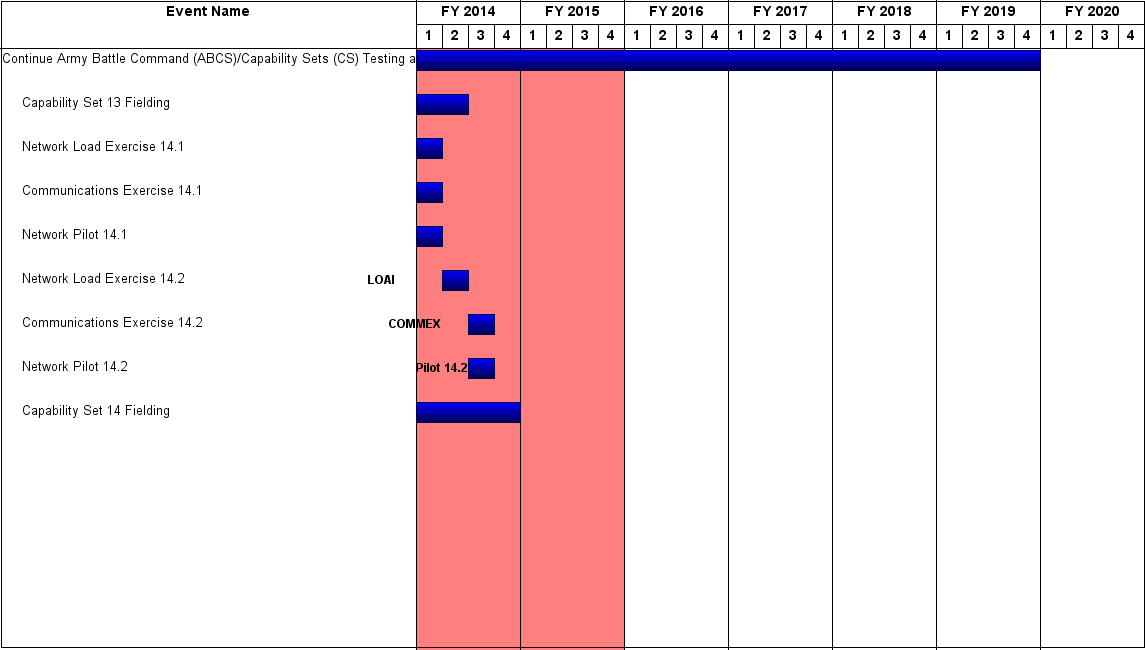 Event Name FY 2014 FY 2015 FY 2016 FY 2017 FY 2018 FY 2019 FY 2020
1 2 3 4 1 2 3 4 1 2 3 4 1 2 3 4 1 2 3 4 1 2 3 4 1 2 3 4
Continue Army Battle Command (ABCS)/Capability Sets (CS) Testing a
Capability Set 13 Fielding
Network Load Exercise 14.1
Communications Exercise 14.1
Network Pilot 14.1
Network Load Exercise 14.2 LOAI
Communications Exercise 14.2 COMMEX
Network Pilot 14.2 Pilot 14.2
Capability Set 14 Fielding